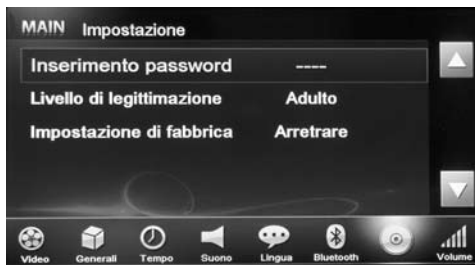 MAIN Impostazione
Inserimento password ----
Livello di legittimazione Adulto
Impostazione di fabbrica Arretrare
Video Generali Tempo Suono Lingua Bluetooth Volume